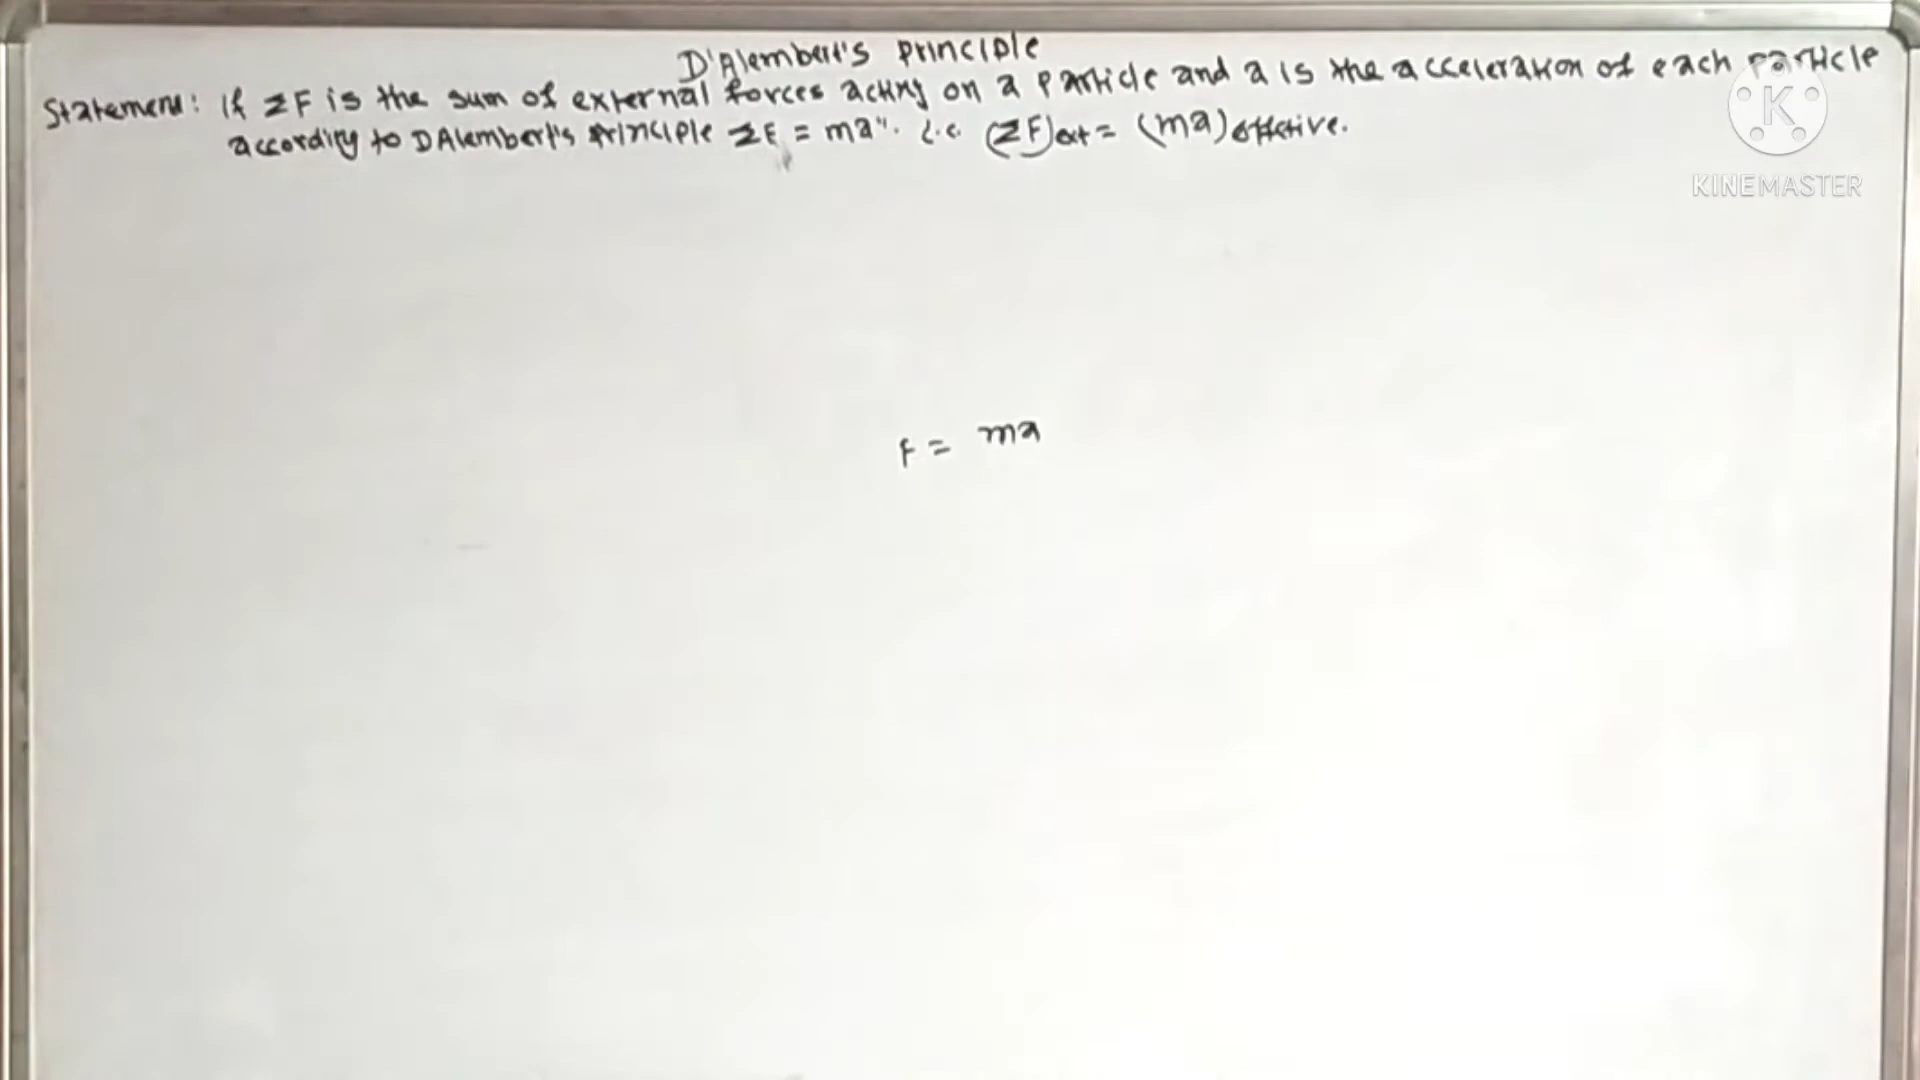 D'Alembert's principle
Statement: If ΣF is the sum of external forces acting on a particle and a is the acceleration of each particle
according to DAlembert's principle ΣF = ma". i.e. (ΣF)ext = (ma)effective.
F = ma
K
KINEMASTER